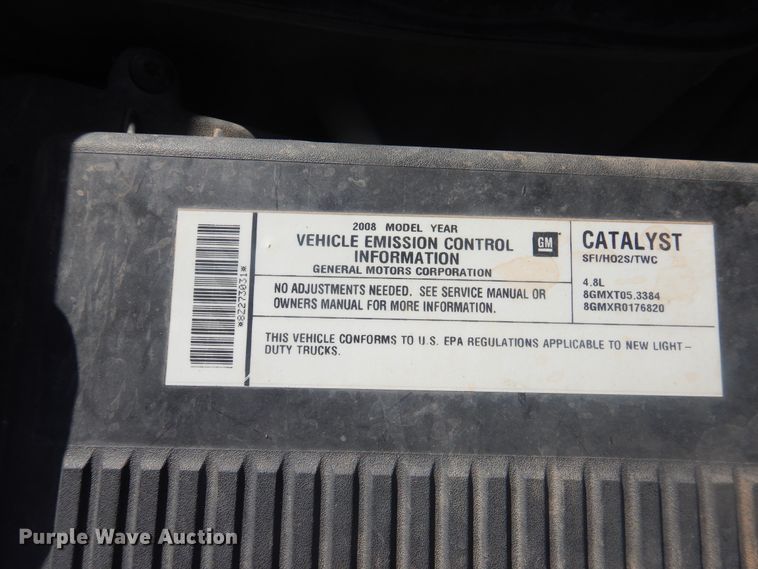 *8Z273031*
2008 MODEL YEAR
VEHICLE EMISSION CONTROL
INFORMATION
GENERAL MOTORS CORPORATION
GM
NO ADJUSTMENTS NEEDED. SEE SERVICE MANUAL OR
OWNERS MANUAL FOR MORE INFORMATION.
CATALYST
SFI/HO2S/TWC
4.8L
8GMXT05.3384
8GMXR0176820
THIS VEHICLE CONFORMS TO U.S. EPA REGULATIONS APPLICABLE TO NEW LIGHT-
DUTY TRUCKS.
Purple Wave Auction